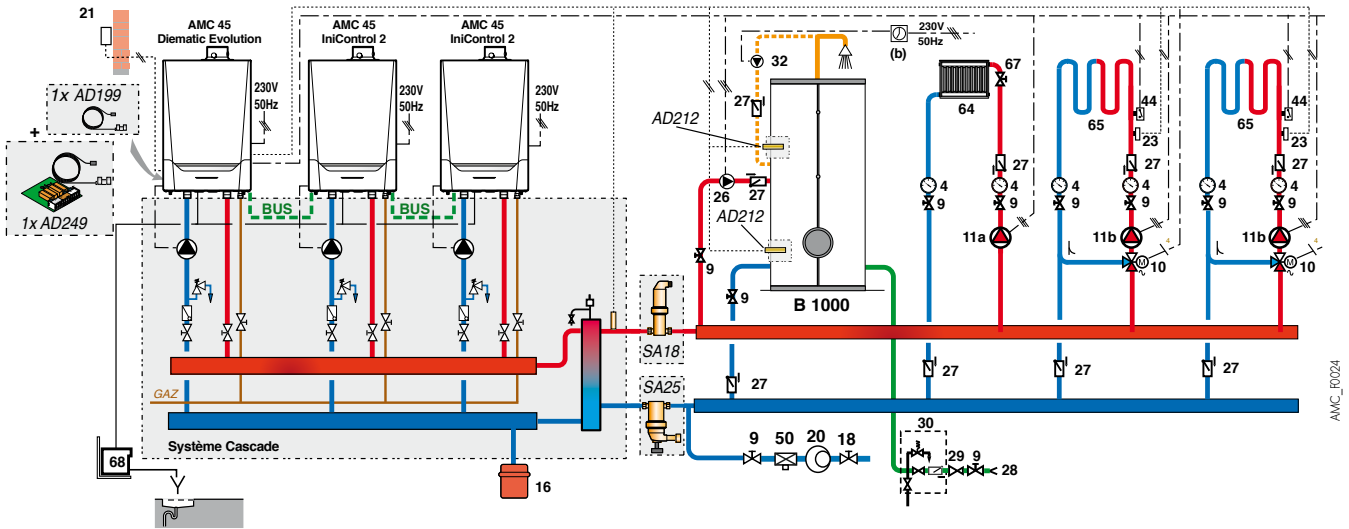 21
AMC 45
Diematic Evolution
AMC 45
IniControl 2
AMC 45
IniControl 2
230V
50Hz
230V
50Hz
230V
50Hz
1x AD199
+
1x AD249
BUS
BUS
GAZ
Système Cascade
68
16
SA18
SA25
32
27
AD212
26
27
AD212
9
9
B 1000
(b)
230V
50Hz
67
64
65
44
23
65
44
23
27
27
27
4
4
4
4
4
9
9
9
9
9
11a
11b
11b
M
10
4
M
10
4
27
27
27
27
9
50
20
18
30
29
9
28
AMC_F0024